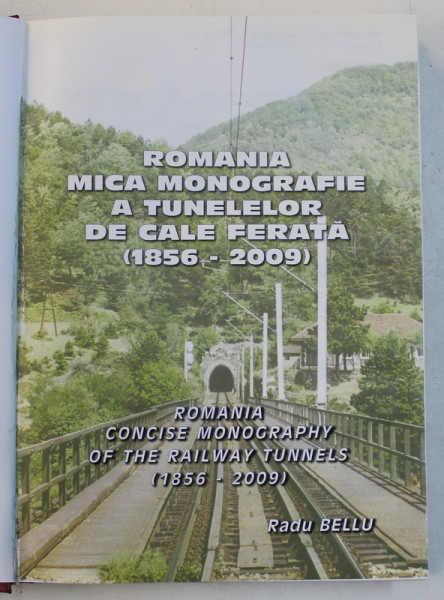 ROMANIA
MICA MONOGRAFIE
A TUNELELOR
DE CALE FERATĂ
(1856 - 2009)
ROMANIA
CONCISE MONOGRAPHY
OF THE RAILWAY TUNNELS
(1856 - 2009)
Radu BELLU